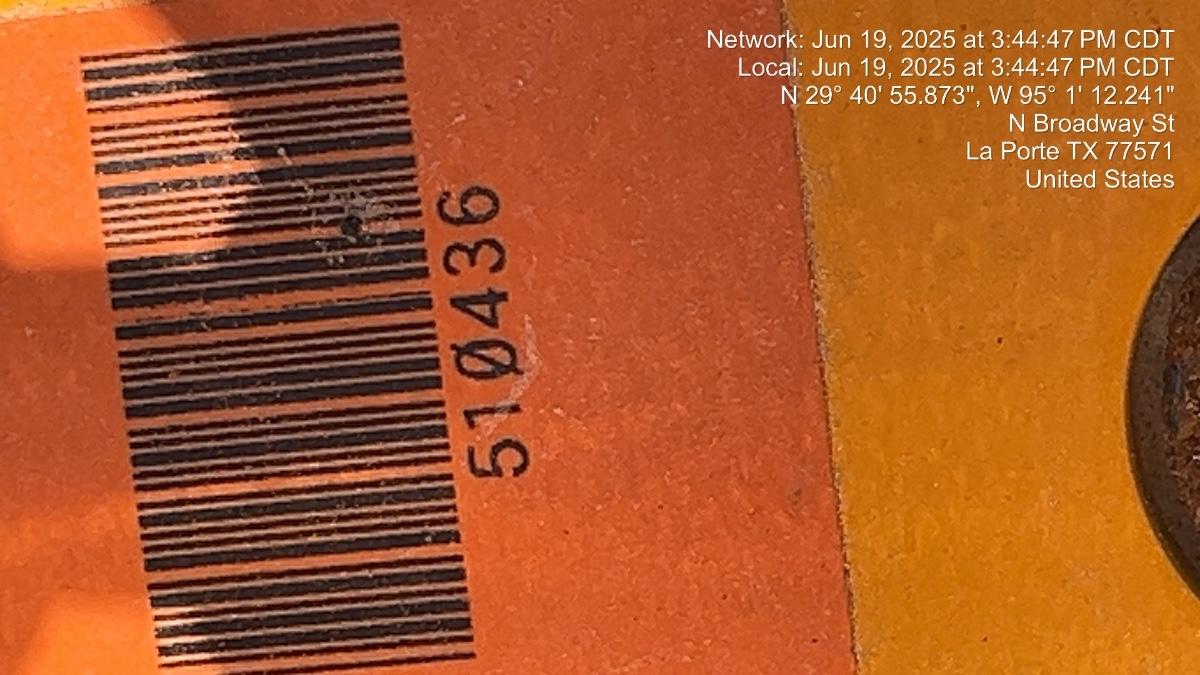 Network: Jun 19, 2025 at 3:44:47 PM CDT
Local: Jun 19, 2025 at 3:44:47 PM CDT
N 29° 40' 55.873", W 95° 1' 12.241"
N Broadway St
La Porte TX 77571
United States
510436